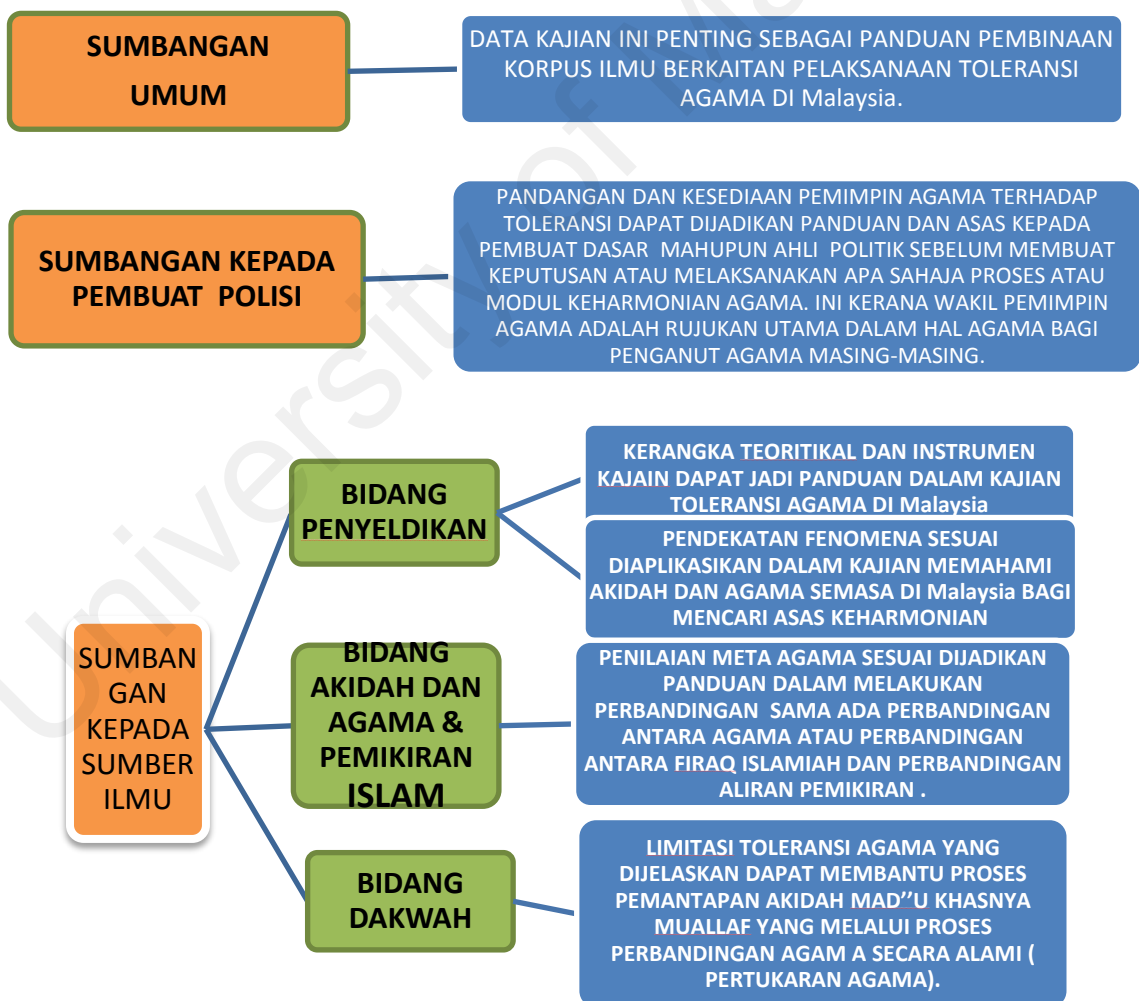 SUMBANGAN
UMUM
DATA KAJIAN INI PENTING SEBAGAI PANDUAN PEMBINAAN
KORPUS ILMU BERKAITAN PELAKSANAAN TOLERANSI
AGAMA DI Malaysia.
SUMBANGAN KEPADA
PEMBUAT POLISI
PANDANGAN DAN KESEDIAAN PEMIMPIN AGAMA TERHADAP
TOLERANSI DAPAT DIJADIKAN PANDUAN DAN ASAS KEPADA
PEMBUAT DASAR MAHUPUN AHLI POLITIK SEBELUM MEMBUAT
KEPUTUSAN ATAU MELAKSANAKAN APA SAHAJA PROSES ATAU
MODUL KEHARMONIAN AGAMA. INI KERANA WAKIL PEMIMPIN
AGAMA ADALAH RUJUKAN UTAMA DALAM HAL AGAMA BAGI
PENGANUT AGAMA MASING-MASING.
SUMBAN
GAN
KEPADA
SUMBER
ILMU
BIDANG
PENYELDIKAN
KERANGKA TEORITIKAL DAN INSTRUMEN
KAJAIN DAPAT JADI PANDUAN DALAM KAJIAN
TOLERANSI AGAMA DI Malaysia
PENDEKATAN FENOMENA SESUAI
DIAPLIKASIKAN DALAM KAJIAN MEMAHAMI
AKIDAH DAN AGAMA SEMASA DI Malaysia BAGI
MENCARI ASAS KEHARMONIAN
BIDANG
AKIDAH DAN
AGAMA &
PEMIKIRAN
ISLAM
PENILAIAN META AGAMA SESUAI DIJADIKAN
PANDUAN DALAM MELAKUKAN
PERBANDINGAN SAMA ADA PERBANDINGAN
ANTARA AGAMA ATAU PERBANDINGAN
ANTARA FIRAQ ISLAMIAH DAN PERBANDINGAN
ALIRAN PEMIKIRAN .
BIDANG
DAKWAH
LIMITASI TOLERANSI AGAMA YANG
DIJELASKAN DAPAT MEMBANTU PROSES
PEMANTAPAN AKIDAH MAD’’U KHASNYA
MUALLAF YANG MELALUI PROSES
PERBANDINGAN AGAM A SECARA ALAMI (
PERTUKARAN AGAMA).
University of Ma